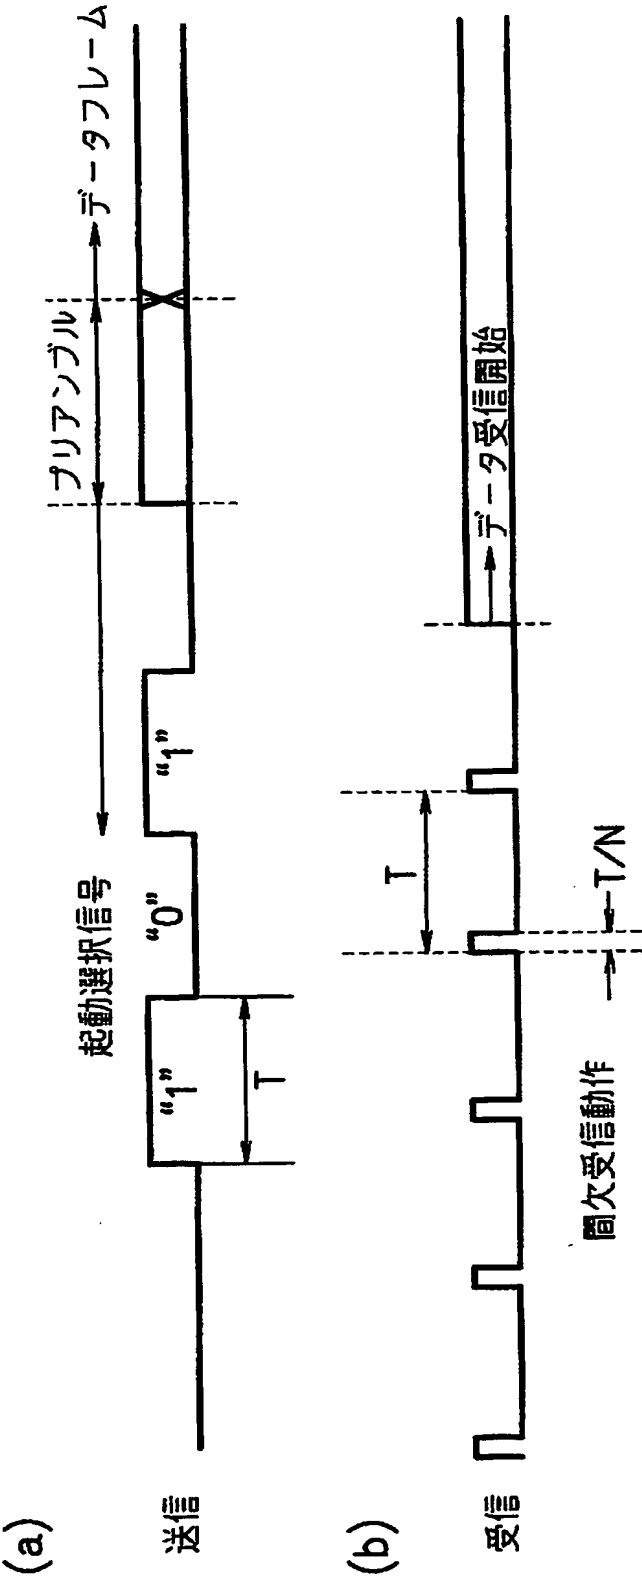 (a)
送信
起動選択信号
プリアンブル
データフレーム
“1”
“0”
“1”
T
(b)
受信
T
データ受信開始
間欠受信動作
T/N